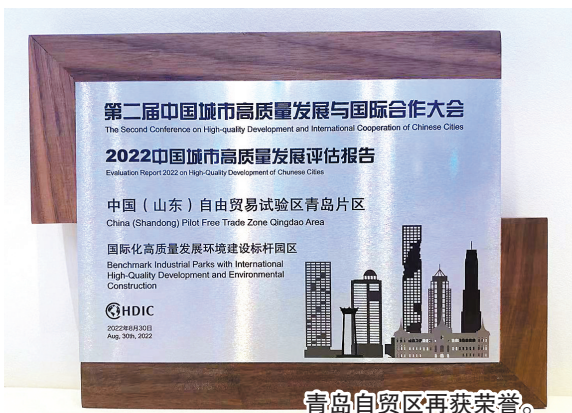 第二届中国城市高质量发展与国际合作大会
The Second Conference on High-quality Development and International Cooperation of Chinese Cities
2022中国城市高质量发展评估报告
Evaluation Report 2022 on High-Quality Development of Chunese Cities
中国（山东）自由贸易试验区青岛片区
China (Shandong) Pilot Free Trade Zone Qingdao Area
国际化高质量发展环境建设标杆园区
Benchmark Industrial Parks with International
High-Quality Development and Environmental
Construction
HDIC
2022年8月30日
Aug, 30th, 2022
青岛自贸区再获荣誉。